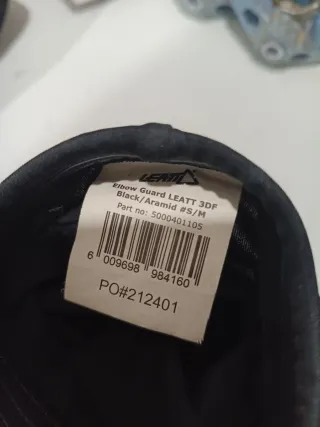 LEATT
Elbow Guard LEATT 3DF
Black/Aramid #S/M
Part no: 5000401105
6 009698 984160
PO#212401